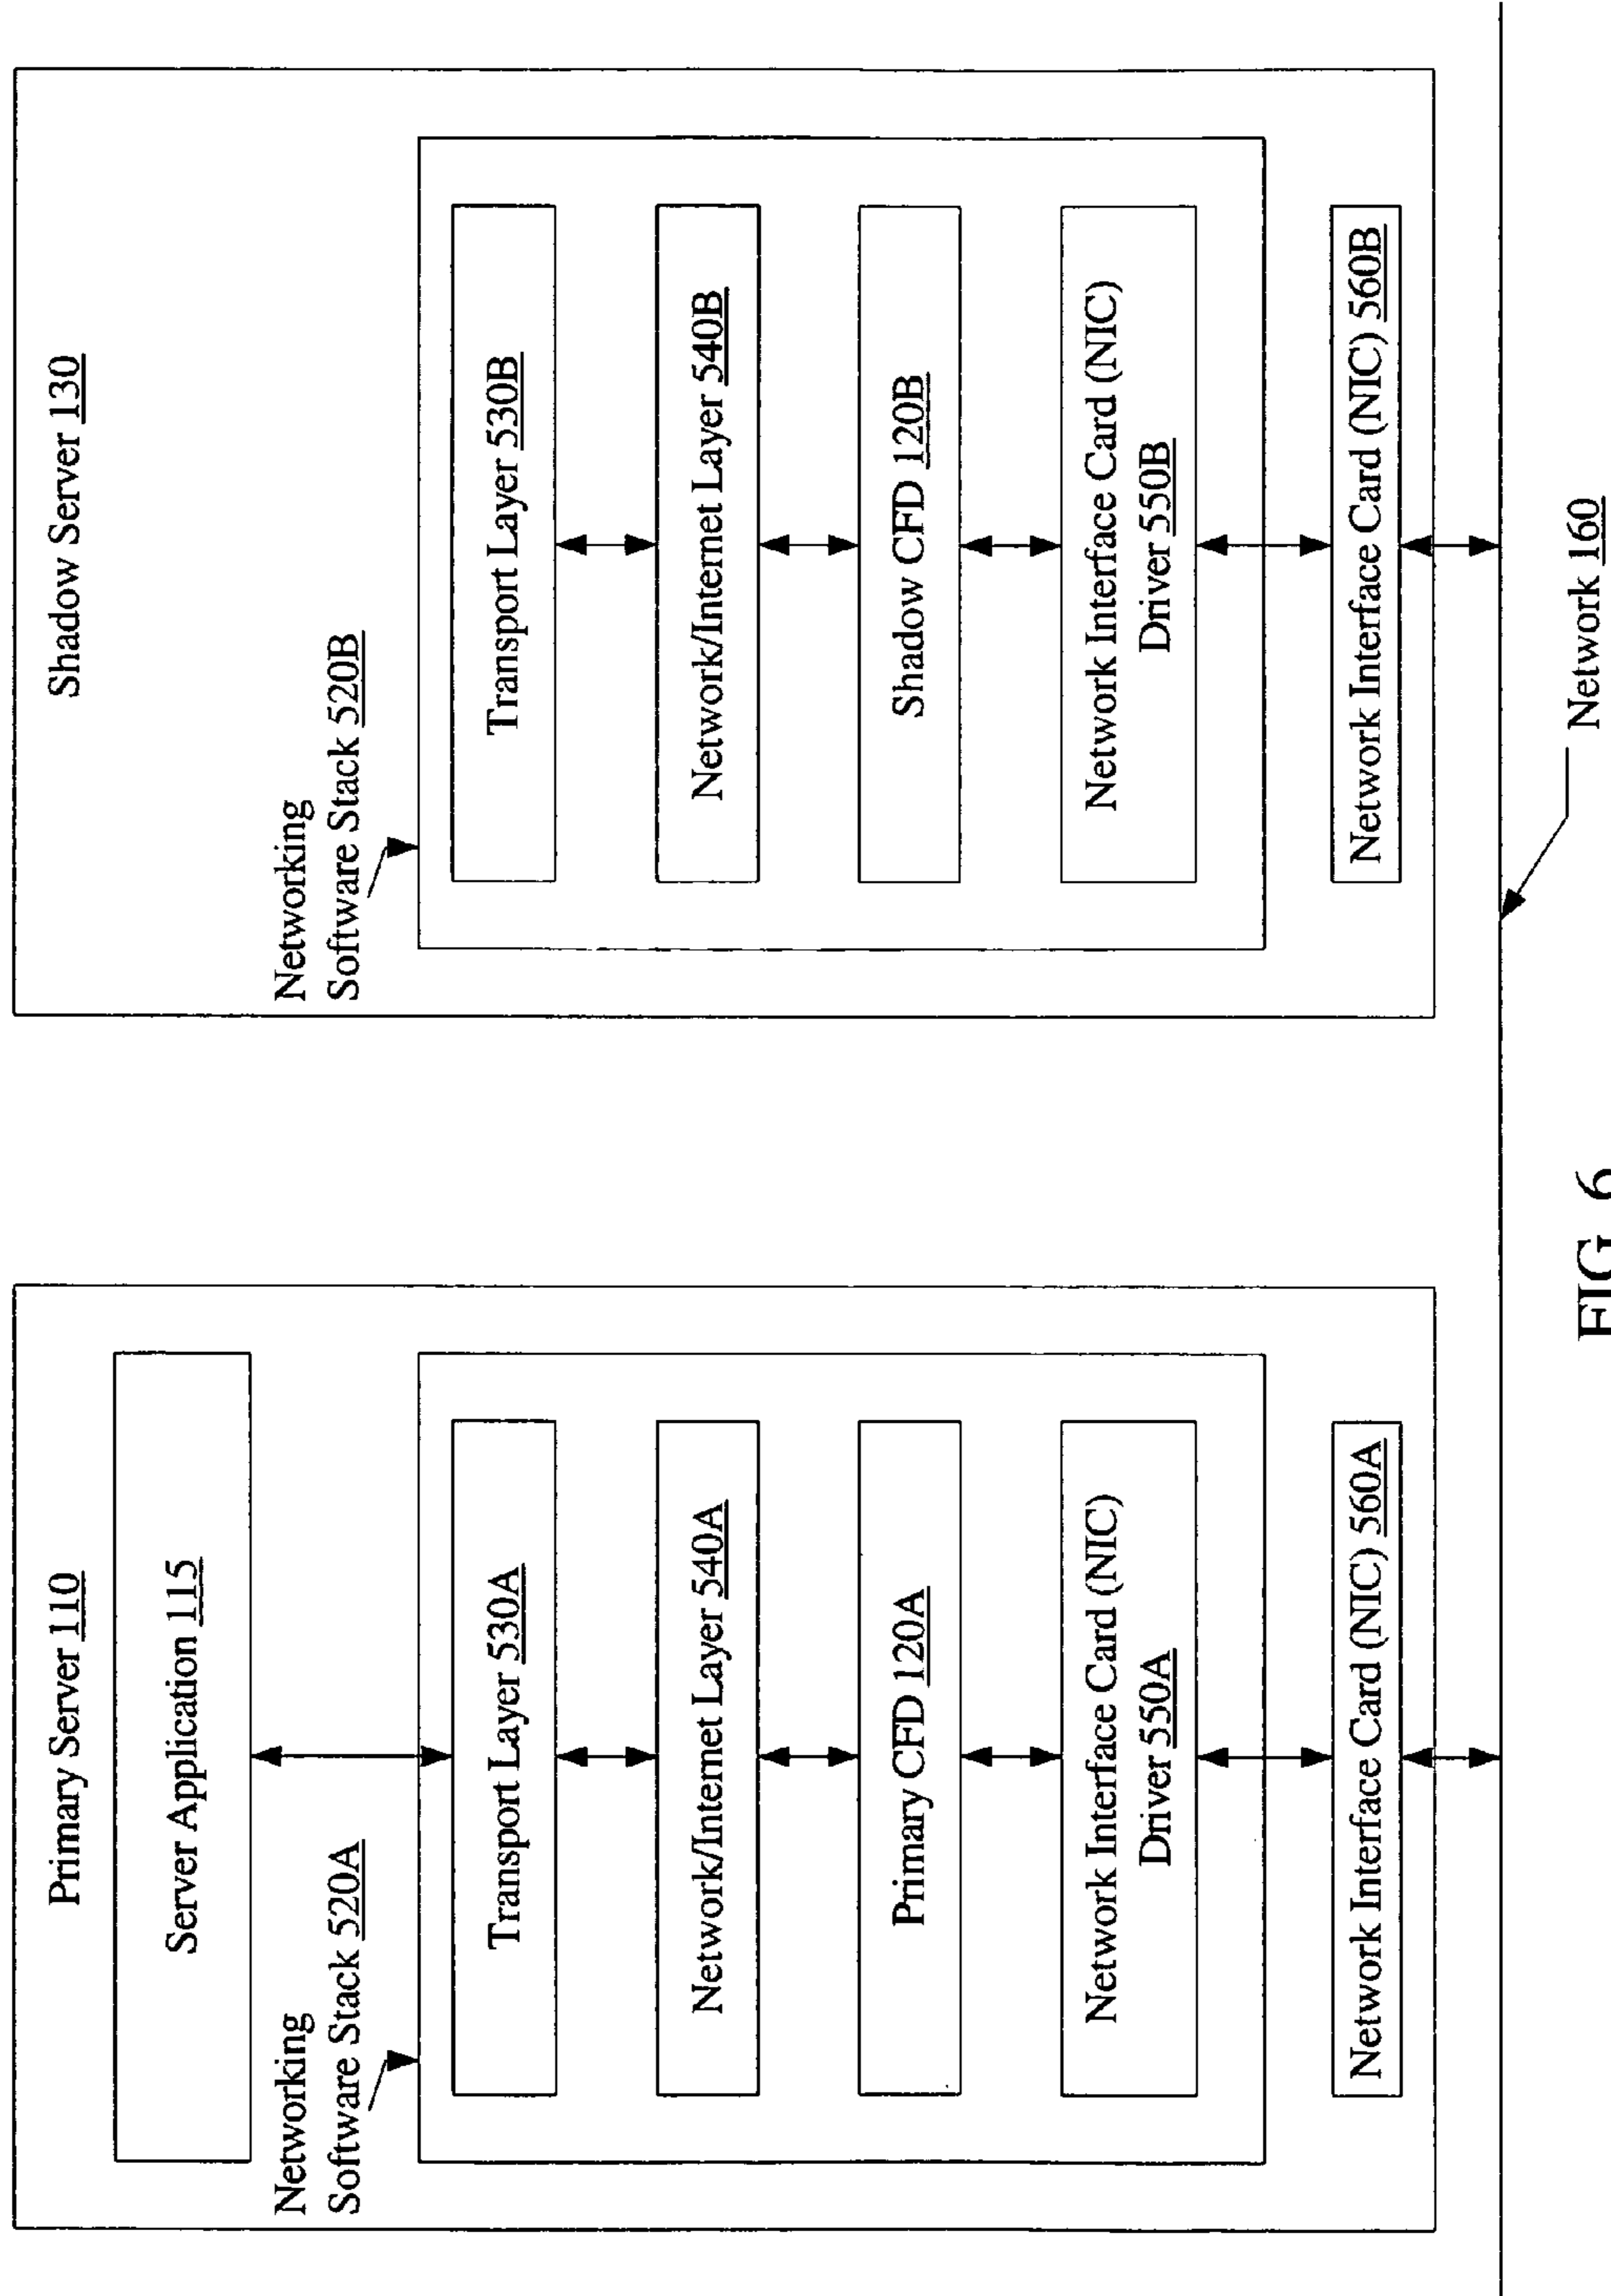 Primary Server 110
Server Application 115
Networking
Software Stack 520A
Transport Layer 530A
Network/Internet Layer 540A
Primary CFD 120A
Network Interface Card (NIC)
Driver 550A
Network Interface Card (NIC) 560A
Shadow Server 130
Networking
Software Stack 520B
Transport Layer 530B
Network/Internet Layer 540B
Shadow CFD 120B
Network Interface Card (NIC)
Driver 550B
Network Interface Card (NIC) 560B
Network 160
FIG. 6